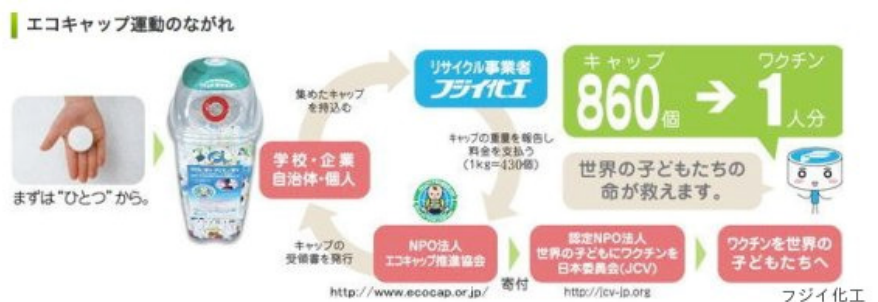 エコキャップ運動のながれ
まずは“ひとつ”から。
学校・企業
自治体・個人
集めたキャップ
を持込む
リサイクル事業者
フジイ化工
キャップの重量を報告し
料金を支払う
(1kg=430個)
キャップ
860個
ワクチン
1人分
世界の子どもたちの
命が救えます。
キャップの
受領書を発行
NPO法人
エコキャップ推進協会
http://www.ecocap.or.jp/
寄付
認定NPO法人
世界の子どもにワクチンを
日本委員会(JCV)
http://jcv-jp.org
ワクチンを世界の
子どもたちへ
フジイ化工